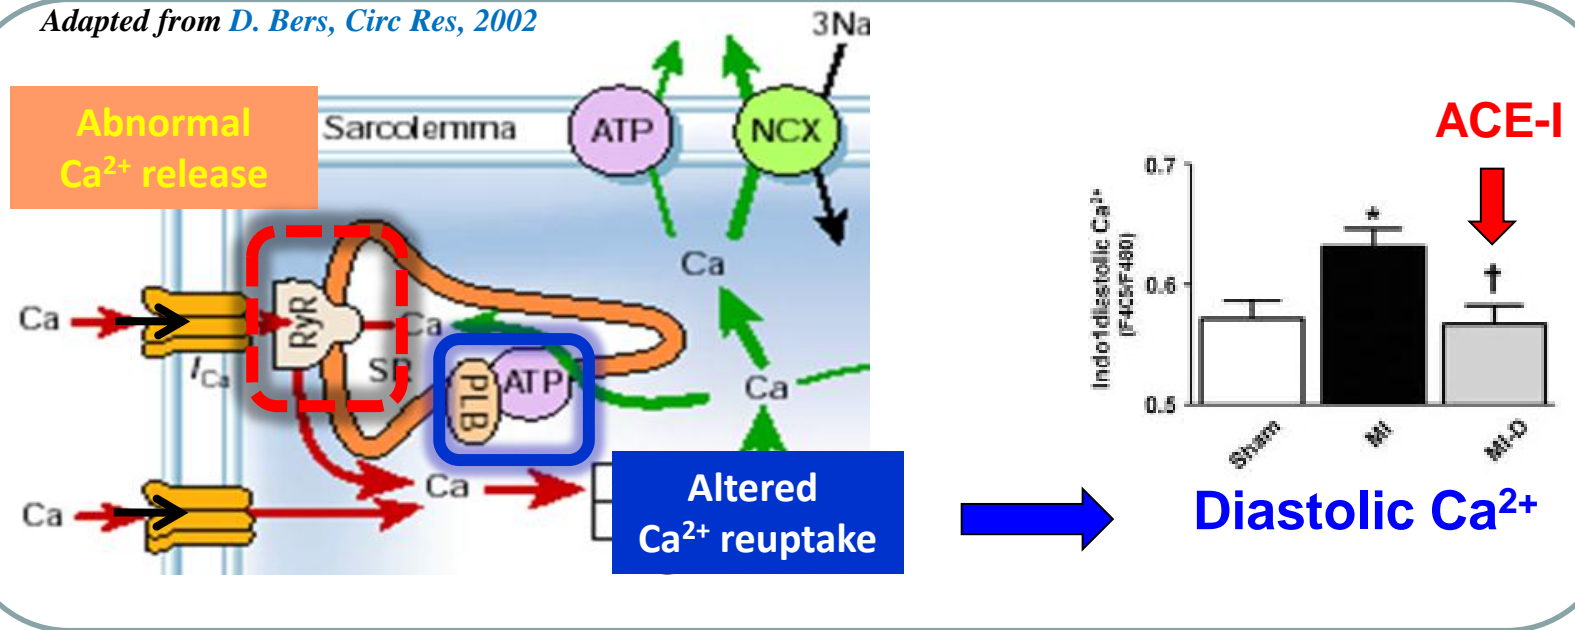 Adapted from D. Bers, Circ Res, 2002
3Na
Abnormal
Ca²⁺ release
Sarcolemma
ATP
NCX
Ca
Ca
RyR
Ca
I Ca
SR
PLB
ATP
Ca
Ca
Ca
Altered
Ca²⁺ reuptake
ACE-I
Indo1diastolic Ca²⁺
(F405/F480)
0.7
0.6
0.5
*
†
Sham
MI
MI-D
Diastolic Ca²⁺